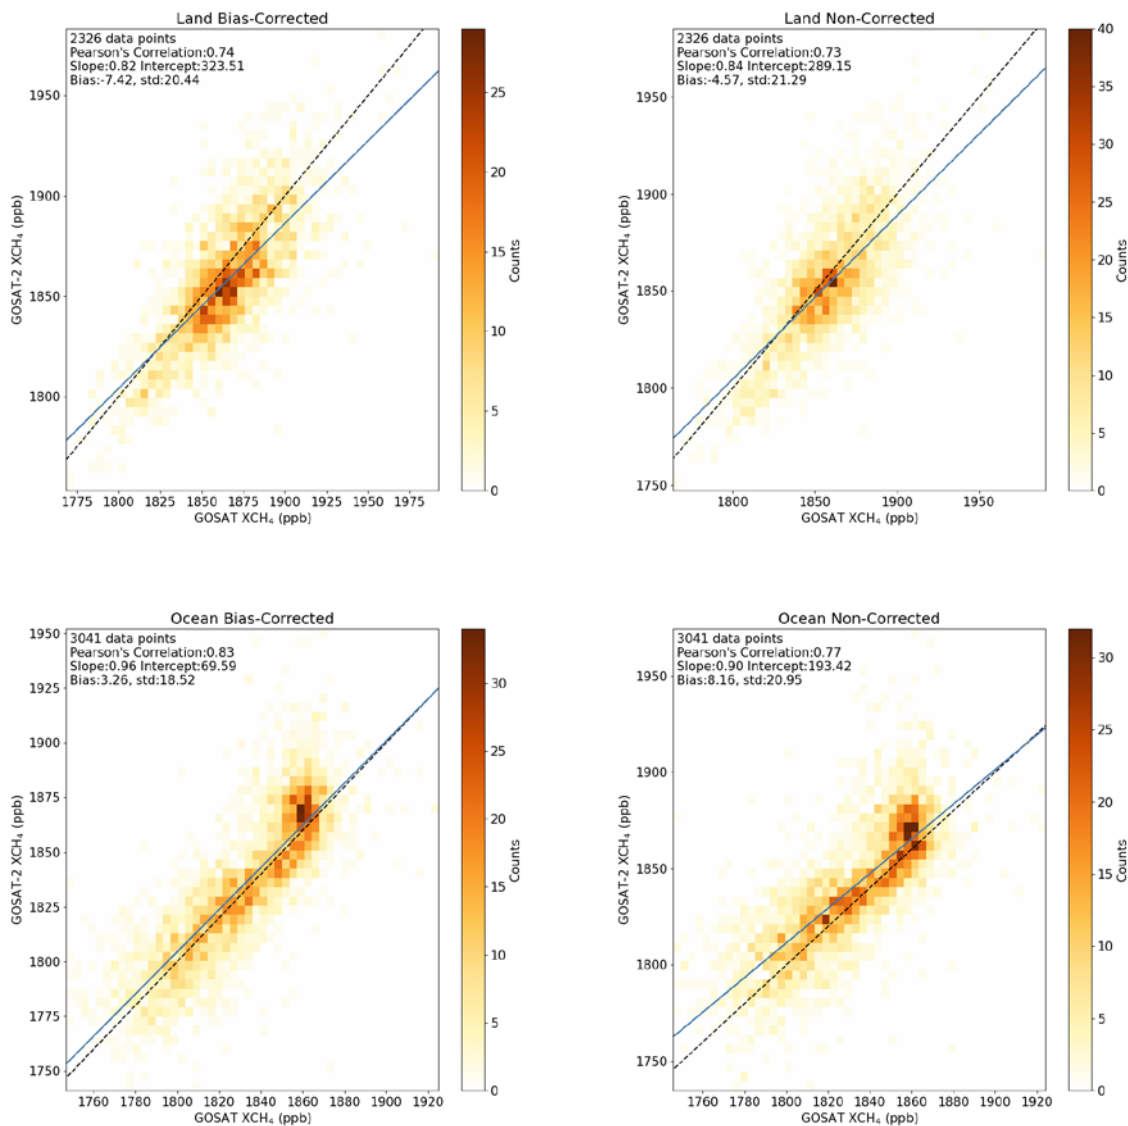 Land Bias-Corrected
2326 data points
Pearson's Correlation:0.74
Slope:0.82 Intercept:323.51
Bias:-7.42, std:20.44
1950
1900
1850
1800
GOSAT-2 XCH₄ (ppb)
1775 1800 1825 1850 1875 1900 1925 1950 1975
GOSAT XCH₄ (ppb)
25
20
15
10
5
0
Counts
Land Non-Corrected
2326 data points
Pearson's Correlation:0.73
Slope:0.84 Intercept:289.15
Bias:-4.57, std:21.29
1950
1900
1850
1800
1750
GOSAT-2 XCH₄ (ppb)
1800 1850 1900 1950
GOSAT XCH₄ (ppb)
40
35
30
25
20
15
10
5
0
Counts
Ocean Bias-Corrected
3041 data points
Pearson's Correlation:0.83
Slope:0.96 Intercept:69.59
Bias:3.26, std:18.52
1950
1925
1900
1875
1850
1825
1800
1775
1750
GOSAT-2 XCH₄ (ppb)
1760 1780 1800 1820 1840 1860 1880 1900 1920
GOSAT XCH₄ (ppb)
30
25
20
15
10
5
0
Counts
Ocean Non-Corrected
3041 data points
Pearson's Correlation:0.77
Slope:0.90 Intercept:193.42
Bias:8.16, std:20.95
1950
1900
1850
1800
1750
GOSAT-2 XCH₄ (ppb)
1760 1780 1800 1820 1840 1860 1880 1900 1920
GOSAT XCH₄ (ppb)
30
25
20
15
10
5
0
Counts